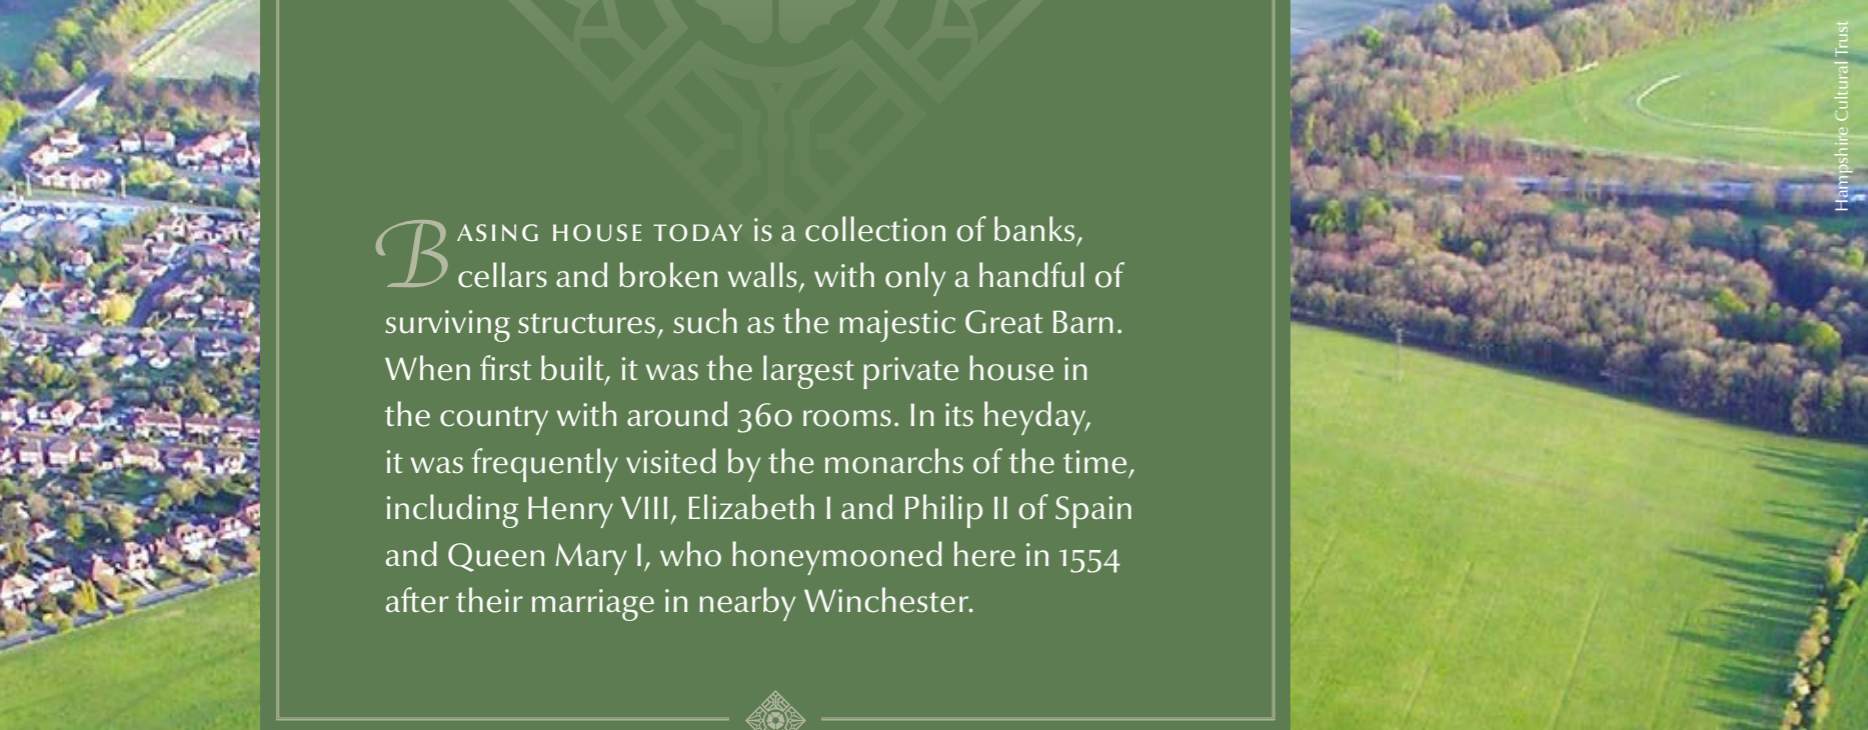 BASING HOUSE TODAY is a collection of banks,
cellars and broken walls, with only a handful of
surviving structures, such as the majestic Great Barn.
When first built, it was the largest private house in
the country with around 360 rooms. In its heyday,
it was frequently visited by the monarchs of the time,
including Henry VIII, Elizabeth I and Philip II of Spain
and Queen Mary I, who honeymooned here in 1554
after their marriage in nearby Winchester.
Hampshire Cultural Trust